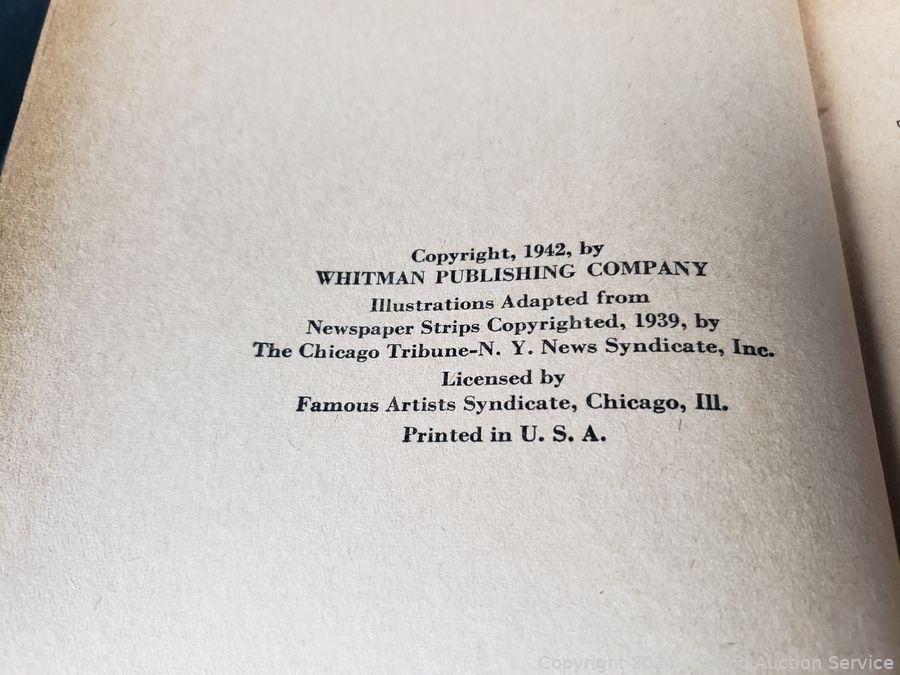 Copyright, 1942, by
WHITMAN PUBLISHING COMPANY
Illustrations Adapted from
Newspaper Strips Copyrighted, 1939, by
The Chicago Tribune-N. Y. News Syndicate, Inc.
Licensed by
Famous Artists Syndicate, Chicago, Ill.
Printed in U. S. A.
Copyright Auction Service